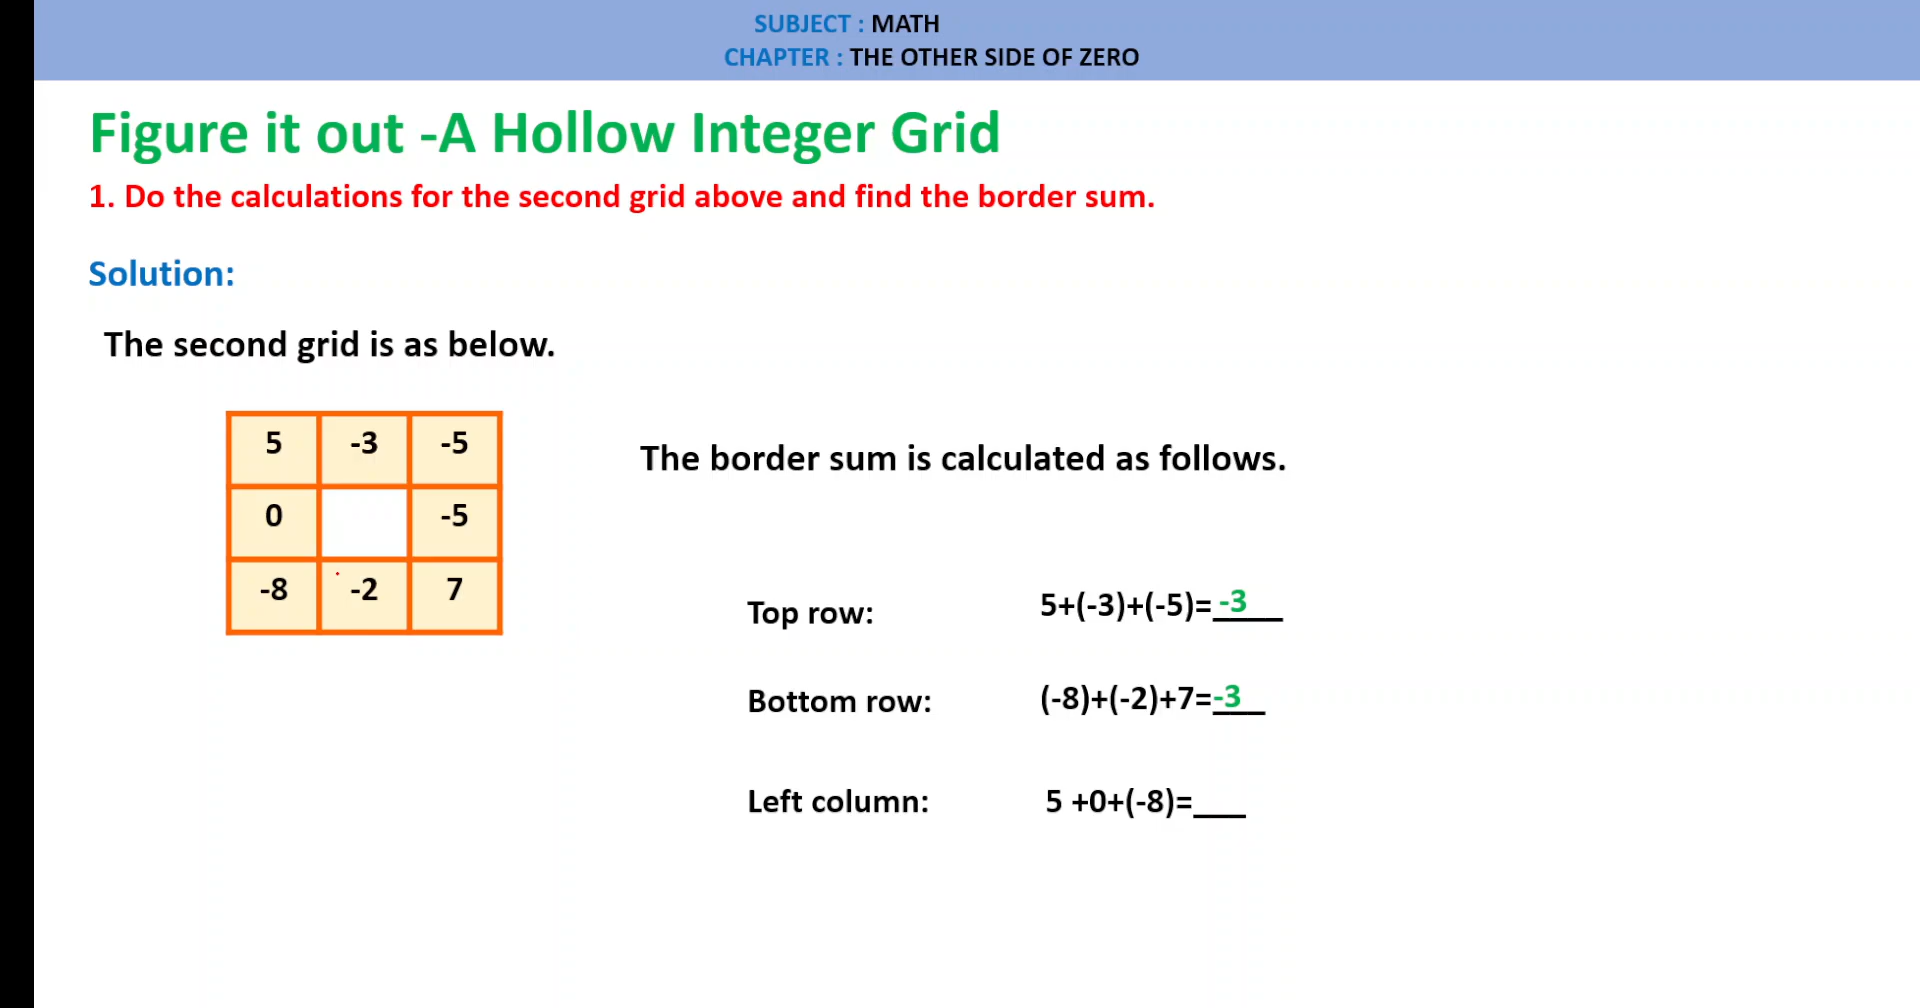 SUBJECT : MATH
CHAPTER : THE OTHER SIDE OF ZERO
Figure it out -A Hollow Integer Grid
1. Do the calculations for the second grid above and find the border sum.
Solution:
The second grid is as below.
5 -3 -5
0 -5
-8 -2 7
The border sum is calculated as follows.
Top row: 5+(-3)+(-5)=-3
Bottom row: (-8)+(-2)+7=-3
Left column: 5 +0+(-8)=___